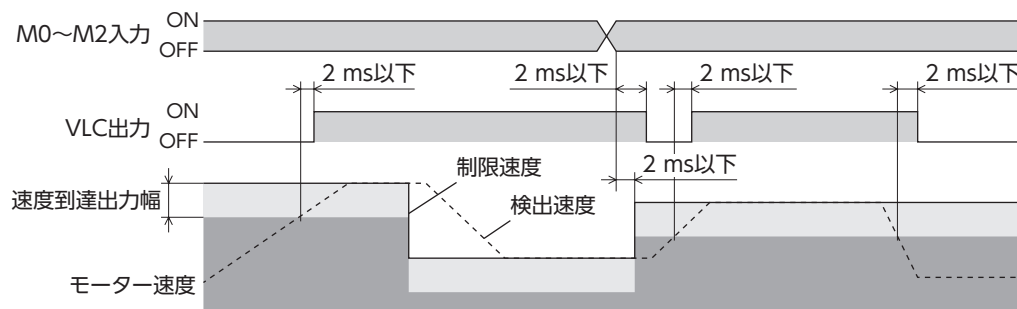 ON
M0～M2入力
OFF
2 ms以下
2 ms以下
2 ms以下
2 ms以下
ON
VLC出力
OFF
2 ms以下
制限速度
速度到達出力幅
検出速度
モーター速度